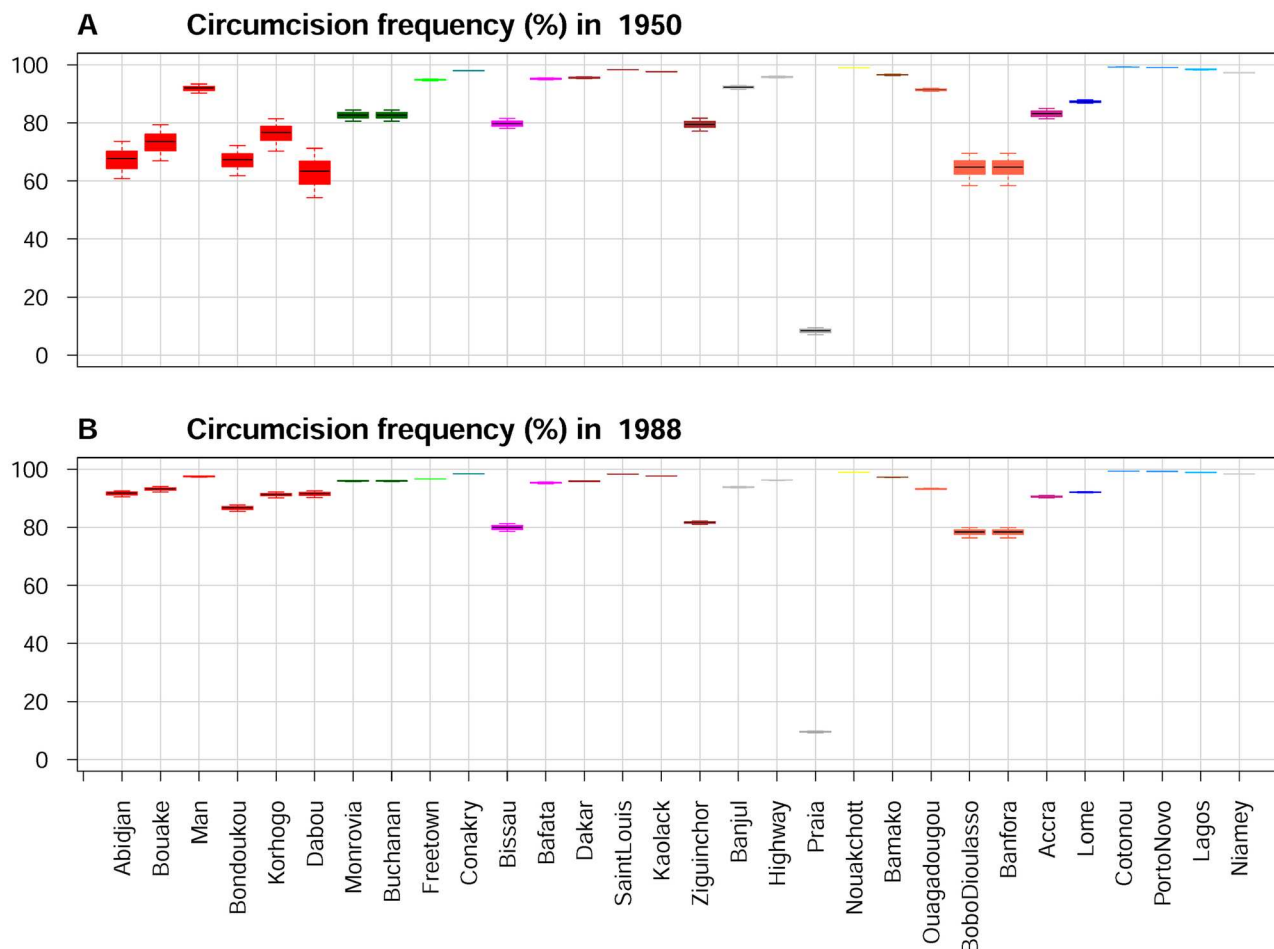 A Circumcision frequency (%) in 1950
100
80
60
40
20
0
B Circumcision frequency (%) in 1988
100
80
60
40
20
0
Abidjan
Bouake
Man
Bondoukou
Korhogo
Dabou
Monrovia
Buchanan
Freetown
Conakry
Bissau
Bafata
Dakar
SaintLouis
Kaolack
Ziguinchor
Banjul
Highway
Praia
Nouakchott
Bamako
Ouagadougou
BoboDioulasso
Banfora
Accra
Lome
Cotonou
PortoNovo
Lagos
Niamey